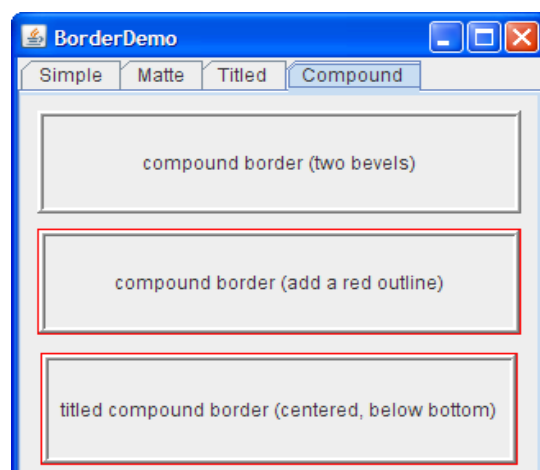 BorderDemo
Simple Matte Titled Compound
compound border (two bevels)
compound border (add a red outline)
titled compound border (centered, below bottom)